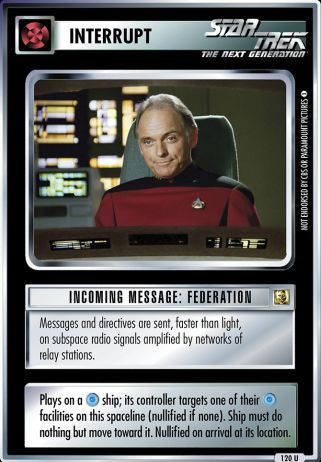 INTERRUPT
STAR TREK
THE NEXT GENERATION
NOT ENDORSED BY CBS OR PARAMOUNT PICTURES
INCOMING MESSAGE: FEDERATION
Messages and directives are sent, faster than light,
on subspace radio signals amplified by networks of
relay stations.
Plays on a ship; its controller targets one of their
facilities on this spaceline (nullified if none). Ship must do
nothing but move toward it. Nullified on arrival at its location.
120 U